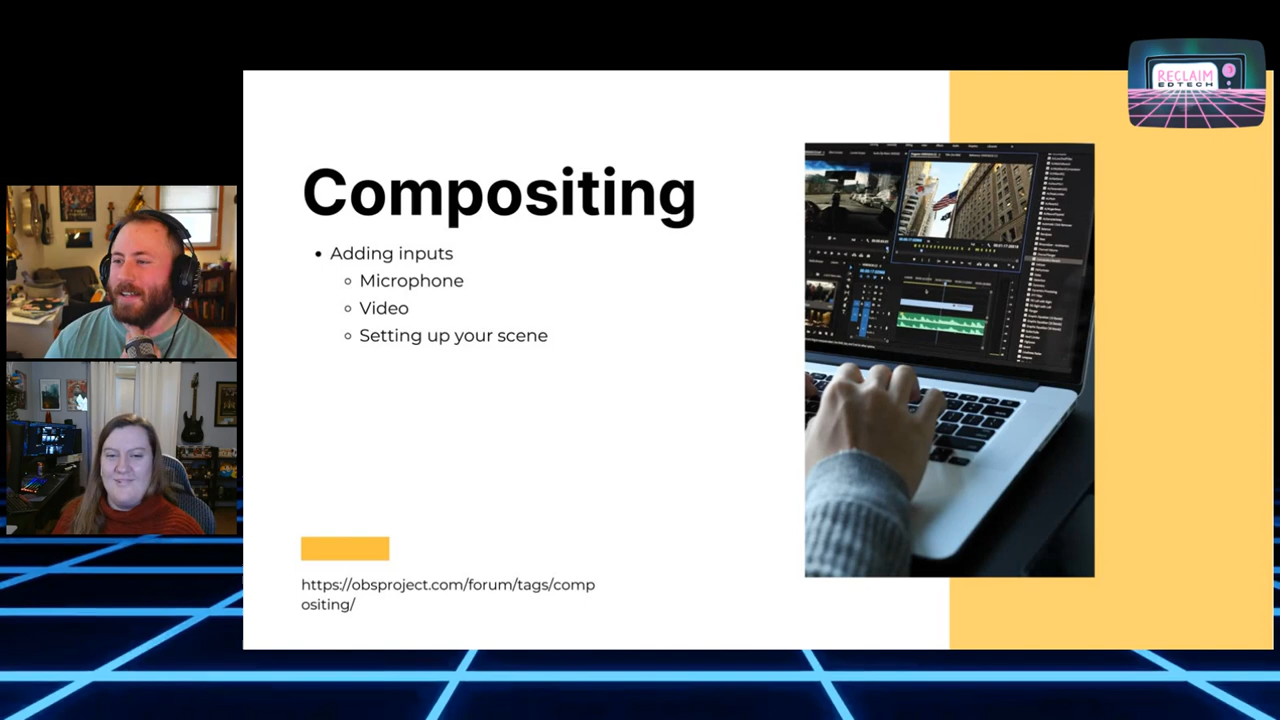 RECLAIM
EDTECH
Compositing
Adding inputs
Microphone
Video
Setting up your scene
https://obsproject.com/forum/tags/comp
ositing/